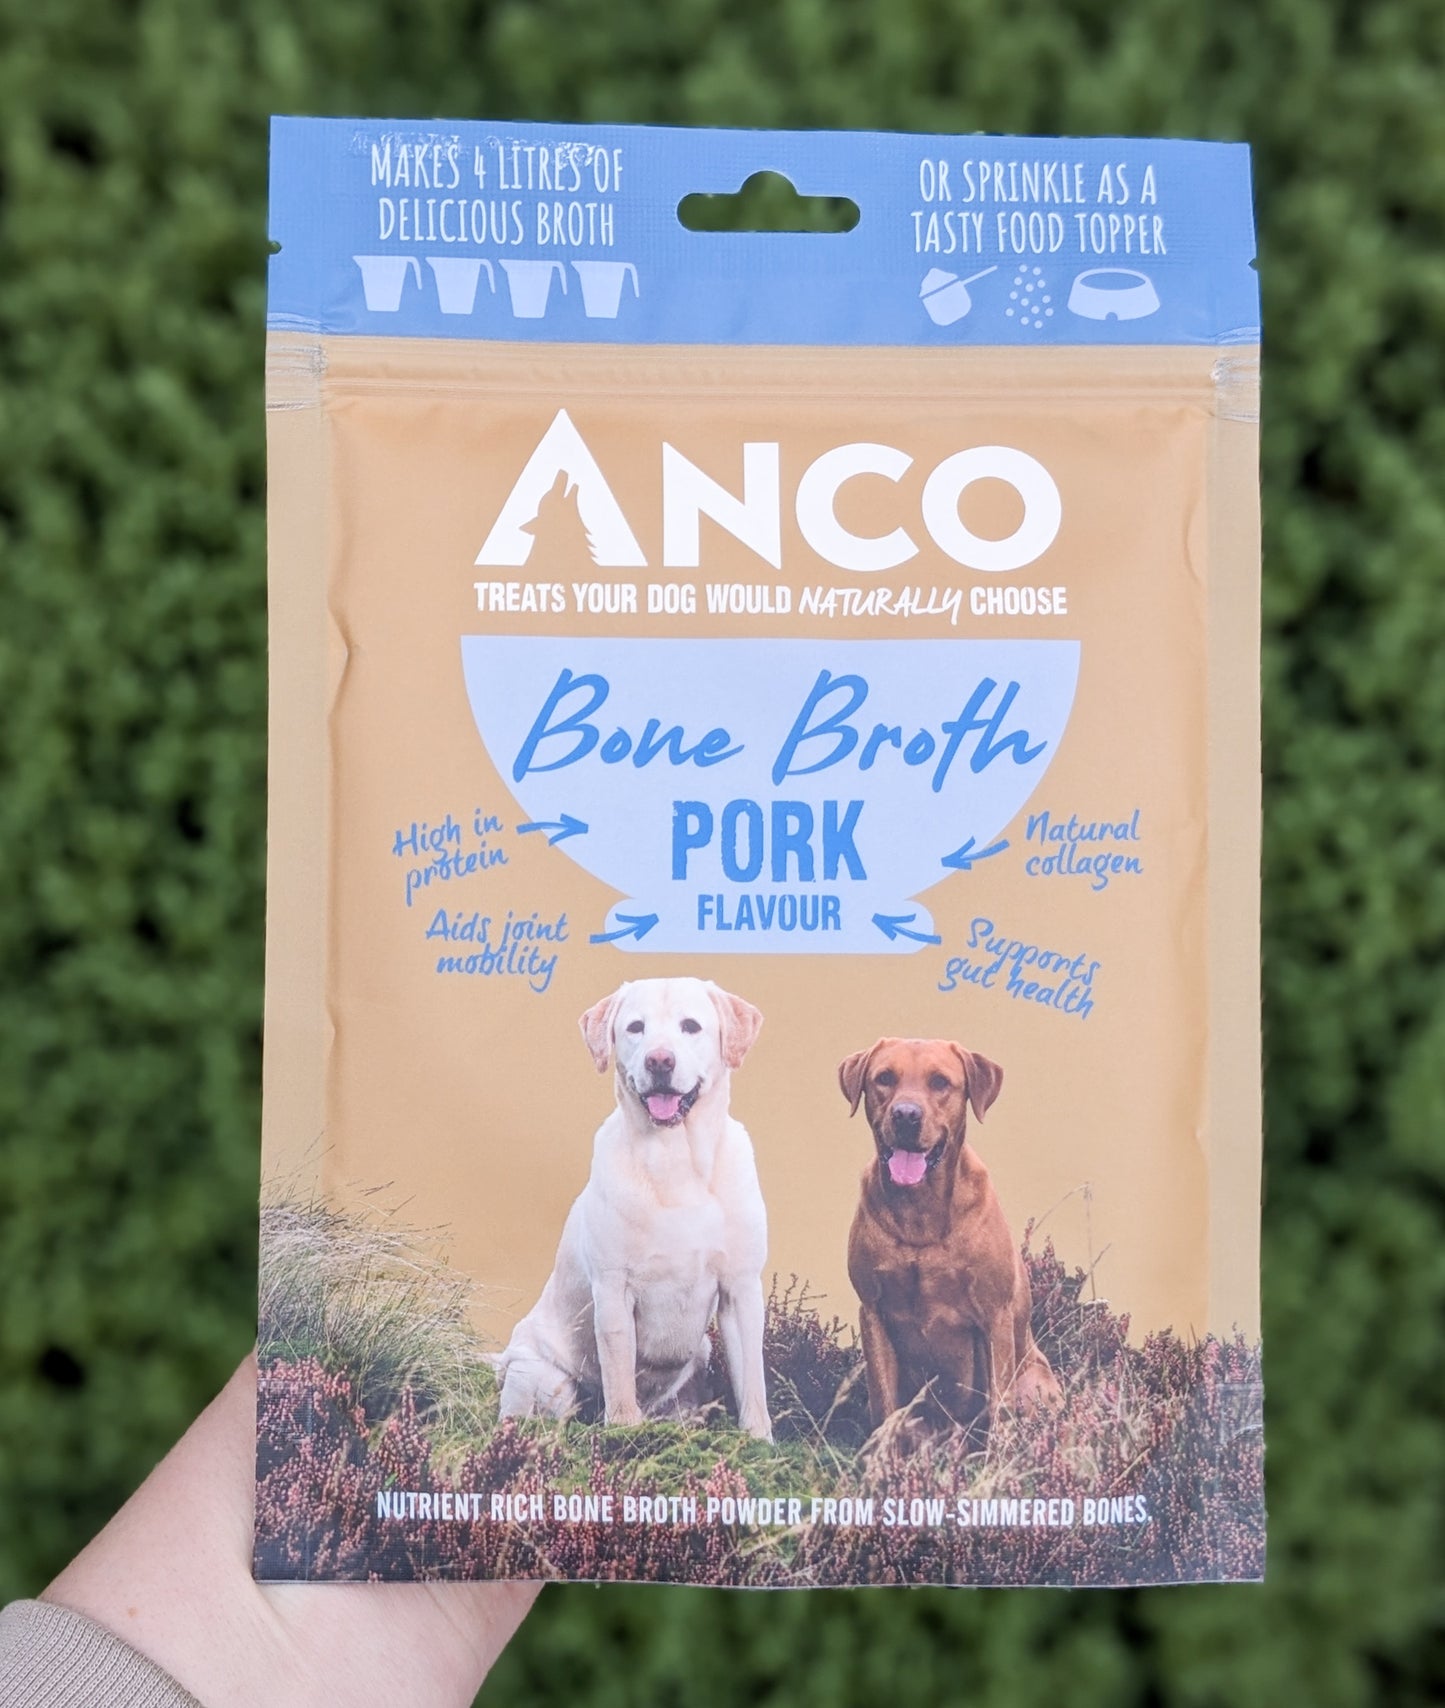 MAKES 4 LITRES OF
DELICIOUS BROTH
OR SPRINKLE AS A
TASTY FOOD TOPPER
ANCO
TREATS YOUR DOG WOULD NATURALLY CHOOSE
Bone Broth
PORK
FLAVOUR
High in
protein
Natural
collagen
Aids joint
mobility
Supports
gut health
NUTRIENT RICH BONE BROTH POWDER FROM SLOW-SIMMERED BONES.